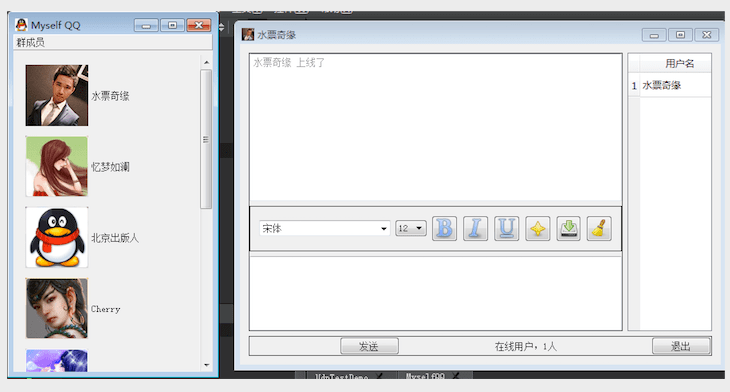 Myself QQ
群成员
水票奇缘
忆梦如澜
北京出版人
Cherry
水票奇缘
水票奇缘 上线了
用户名
1 水票奇缘
宋体
12
B I U
发送
在线用户，1人
退出
UdpTestDemo
MyselfQQ